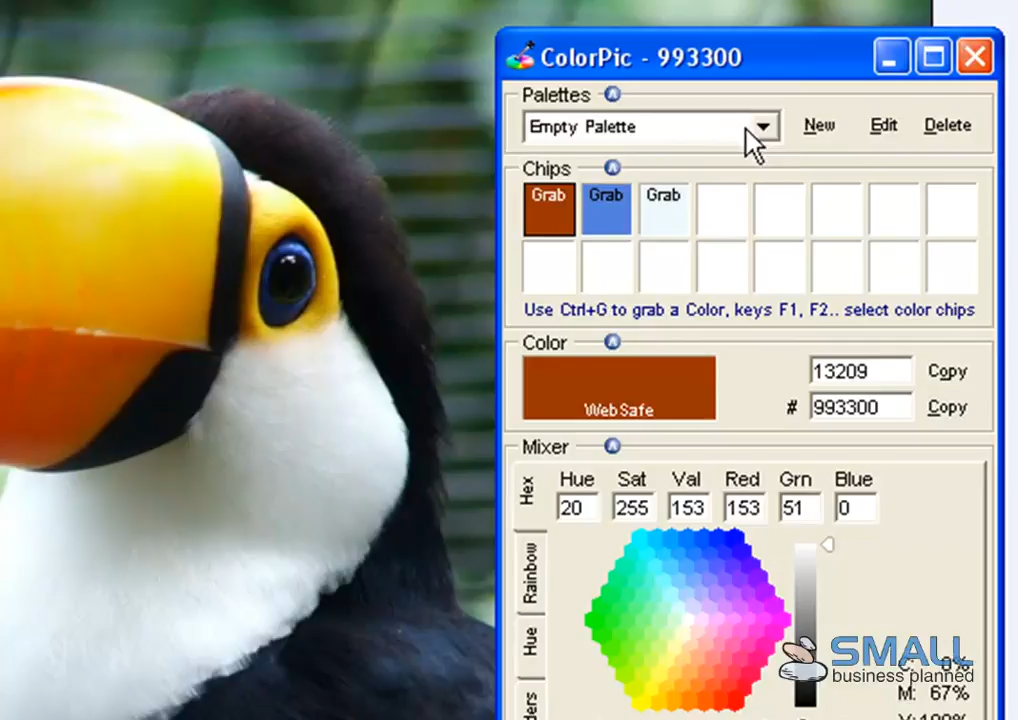 ColorPic - 993300
Palettes
Empty Palette
New Edit Delete
Chips
Grab Grab Grab
Use Ctrl+G to grab a Color, keys F1, F2.. select color chips
Color
13209 Copy
WebSafe
# 993300 Copy
Mixer
Hex
Hue Sat Val Red Grn Blue
20 255 153 153 51 0
Rainbow
Hue
SMALL
business planned
M: 67%